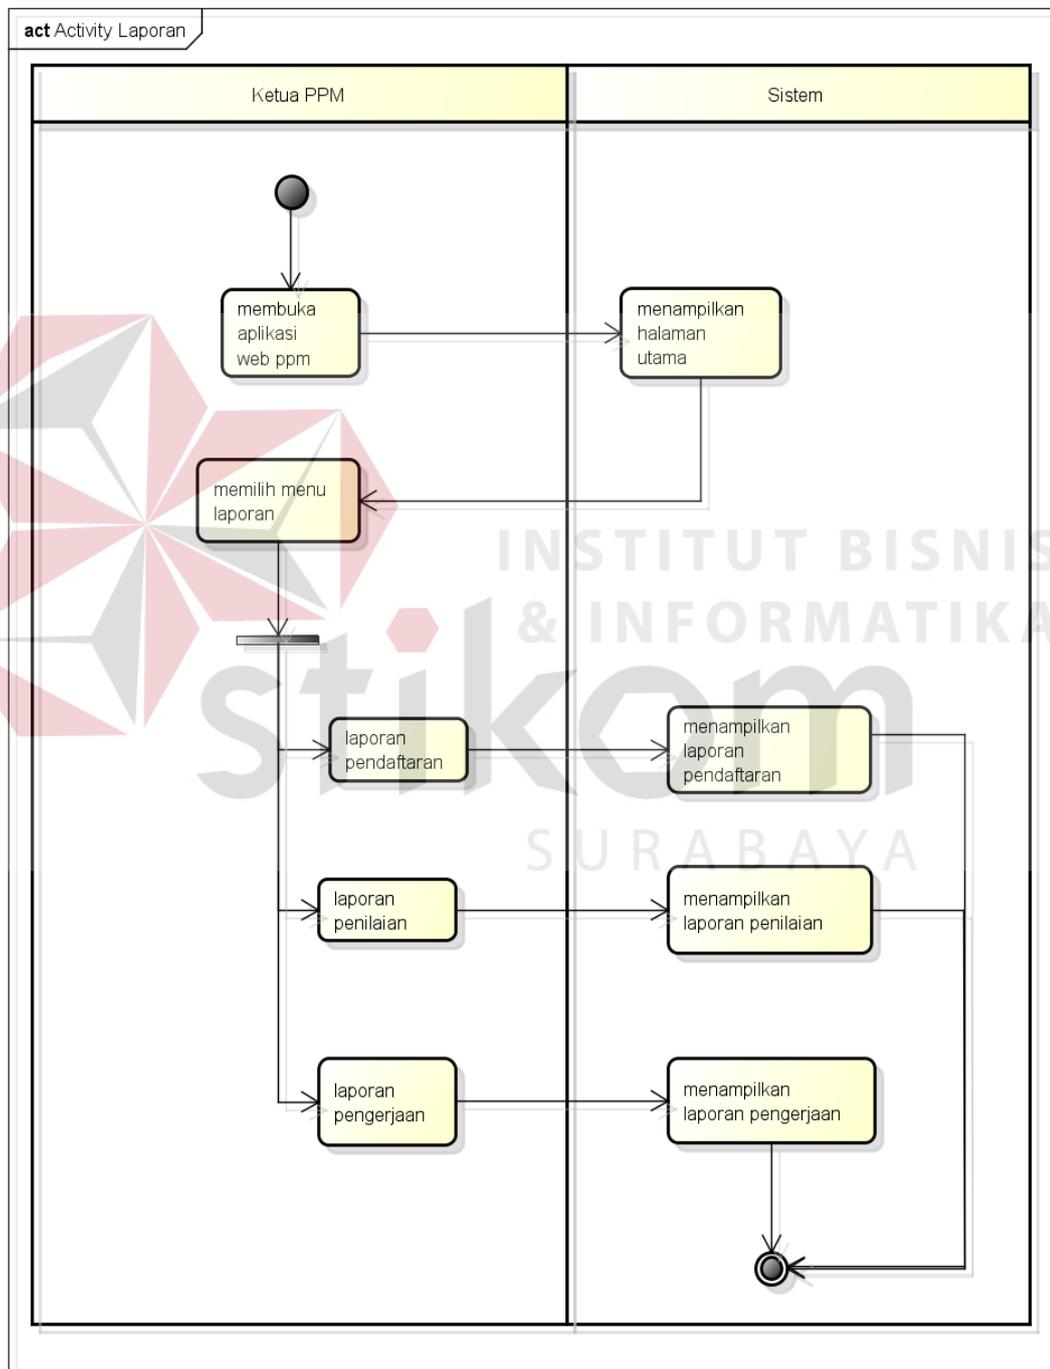 act Activity Laporan
Ketua PPM
Sistem
membuka
aplikasi
web ppm
menampilkan
halaman
utama
memilih menu
laporan
INSTITUT BISNIS
& INFORMATIKA
stikom
SURABAYA
laporan
pendaftaran
menampilkan
laporan
pendaftaran
laporan
penilaian
menampilkan
laporan penilaian
laporan
pengerjaan
menampilkan
laporan pengerjaan